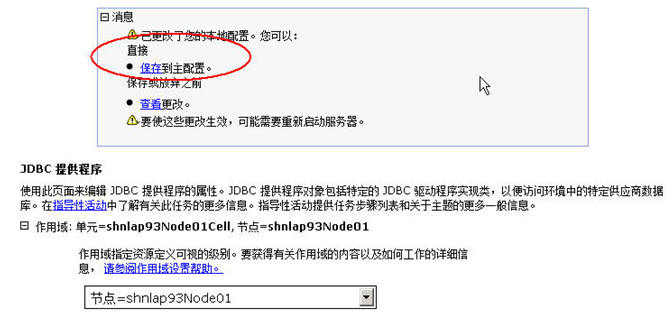 消息
已更改了您的本地配置。您可以：
直接
保存到主配置。
保存或放弃之前
查看更改。
要使这些更改生效，可能需要重新启动服务器。
JDBC 提供程序
使用此页面来编辑 JDBC 提供程序的属性。JDBC 提供程序对象包括特定的 JDBC 驱动程序实现类，以便访问环境中的特定供应商数据
库。在指导性活动中了解有关此任务的更多信息。指导性活动提供任务步骤列表和关于主题的更多一般信息。
作用域: 单元=shnlap93Node01Cell, 节点=shnlap93Node01
作用域指定资源定义可视的级别。要获得有关作用域的内容以及如何工作的详细信
息，请参阅作用域设置帮助。
节点=shnlap93Node01